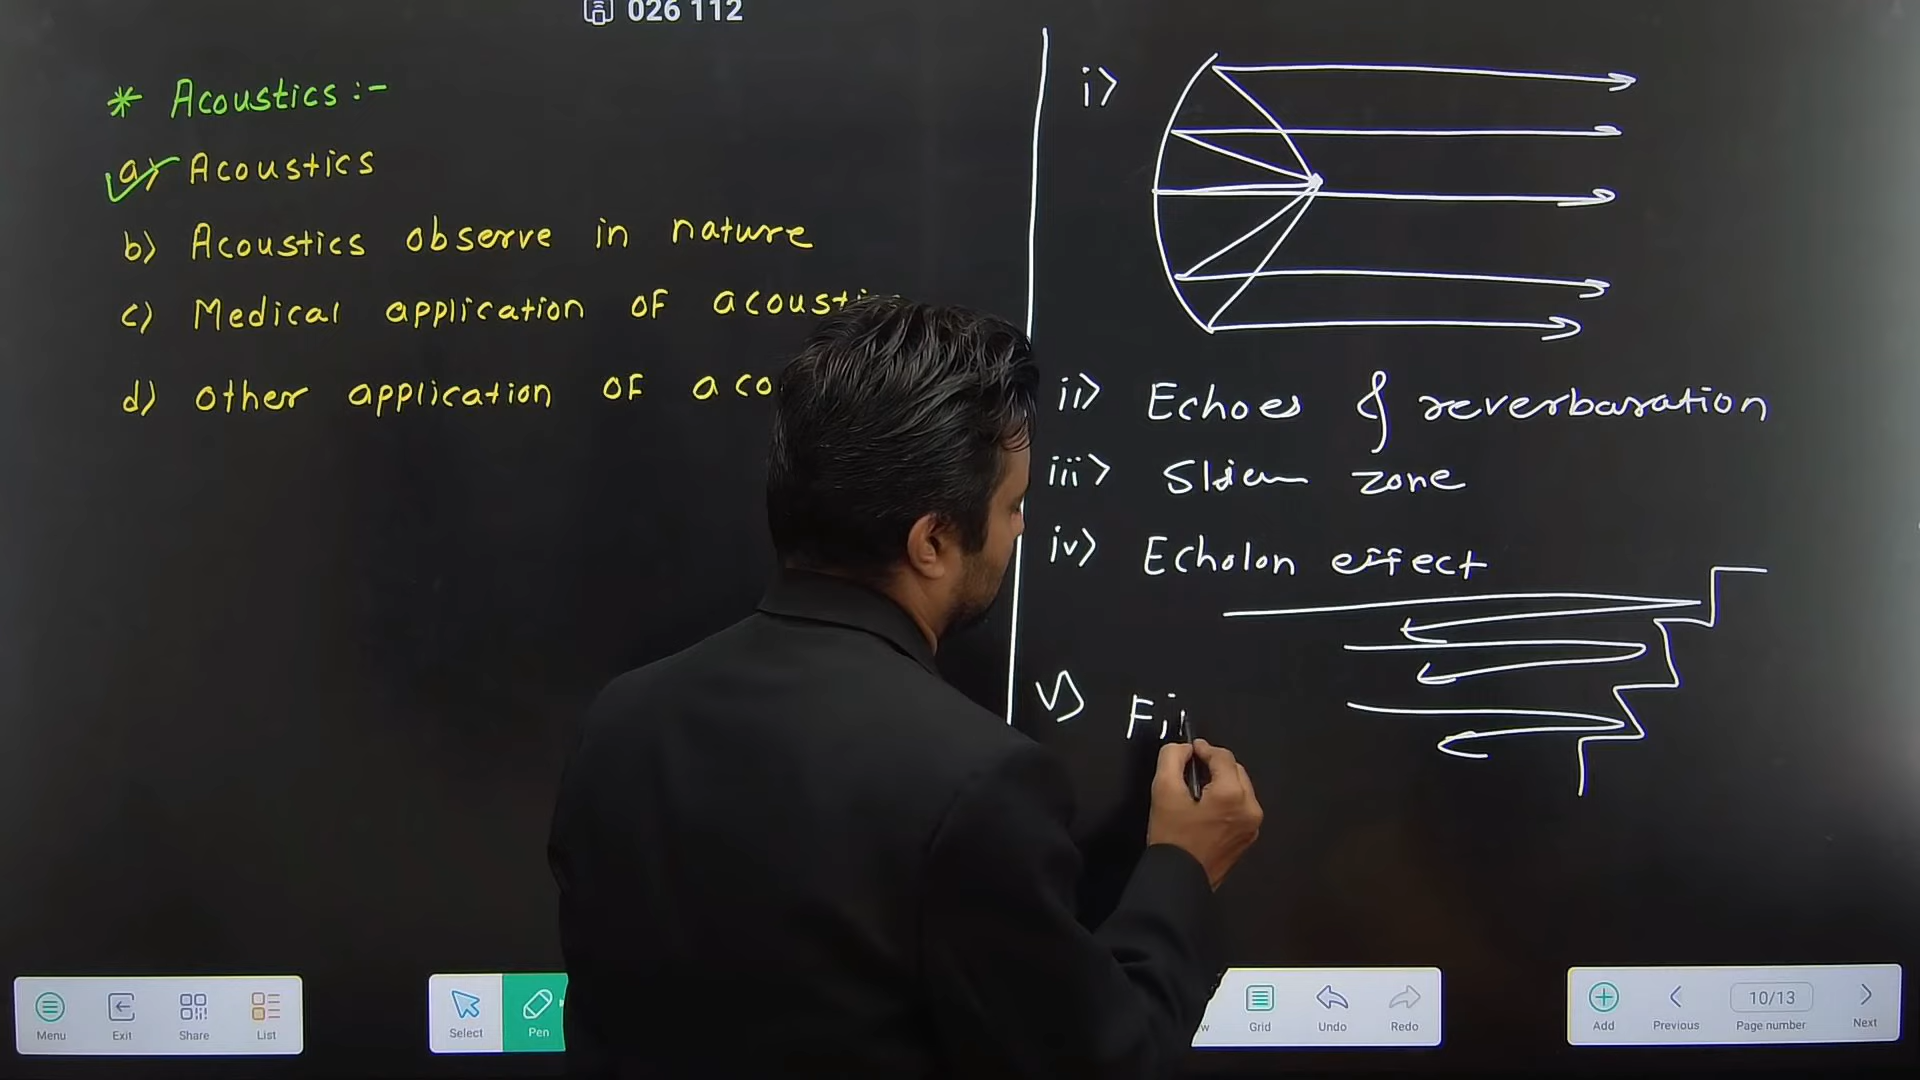 026 112
* Acoustics :-
a) Acoustics
b) Acoustics observe in nature
c) Medical application of
d) other application of
i>
ii> Echoes & reverbaration
iii> zone
iv> Echolon effect
v>
Menu
Exit
Share
List
Select
Pen
Grid
Undo
Redo
Add
Previous
10/13
Page number
Next